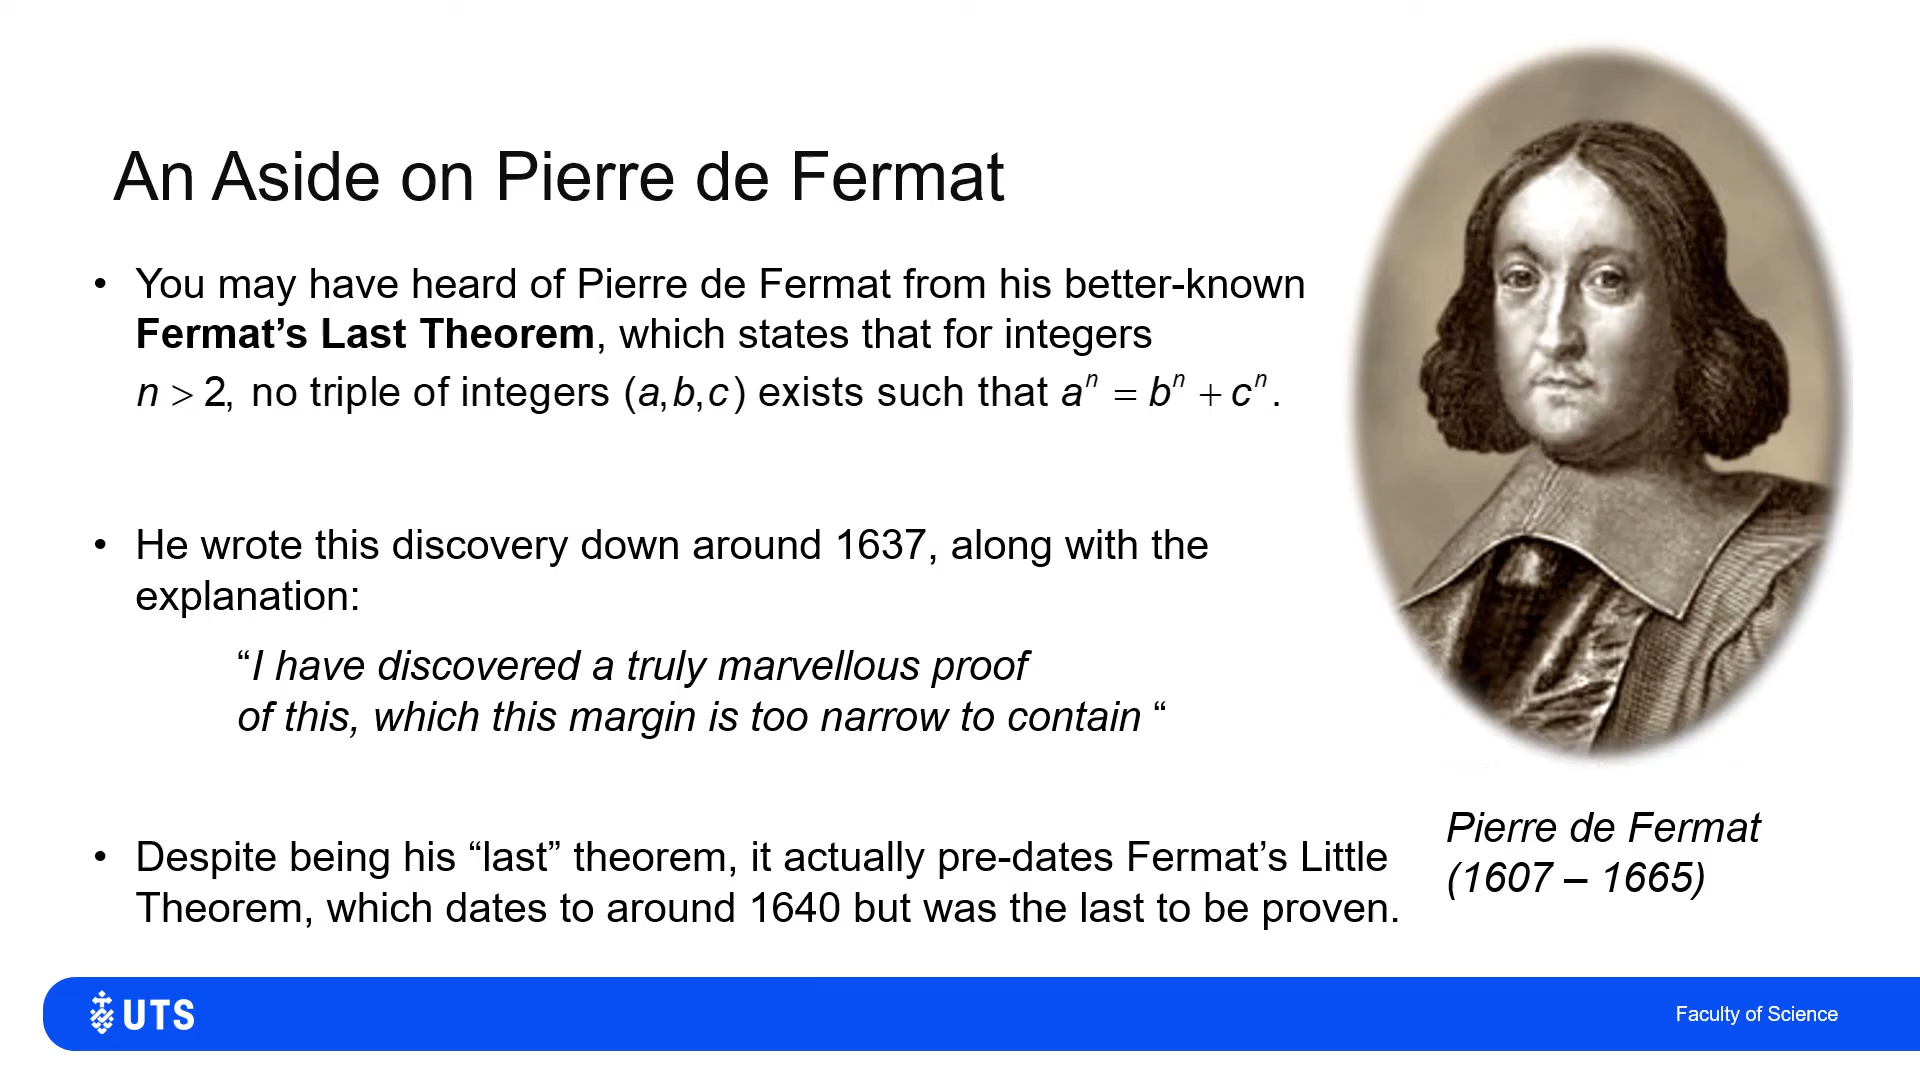 An Aside on Pierre de Fermat
• You may have heard of Pierre de Fermat from his better-known
Fermat’s Last Theorem, which states that for integers
n > 2, no triple of integers (a,b,c) exists such that aⁿ = bⁿ + cⁿ.
• He wrote this discovery down around 1637, along with the
explanation:
“I have discovered a truly marvellous proof
of this, which this margin is too narrow to contain “
• Despite being his “last” theorem, it actually pre-dates Fermat’s Little
Theorem, which dates to around 1640 but was the last to be proven.
Pierre de Fermat
(1607 – 1665)
UTS
Faculty of Science